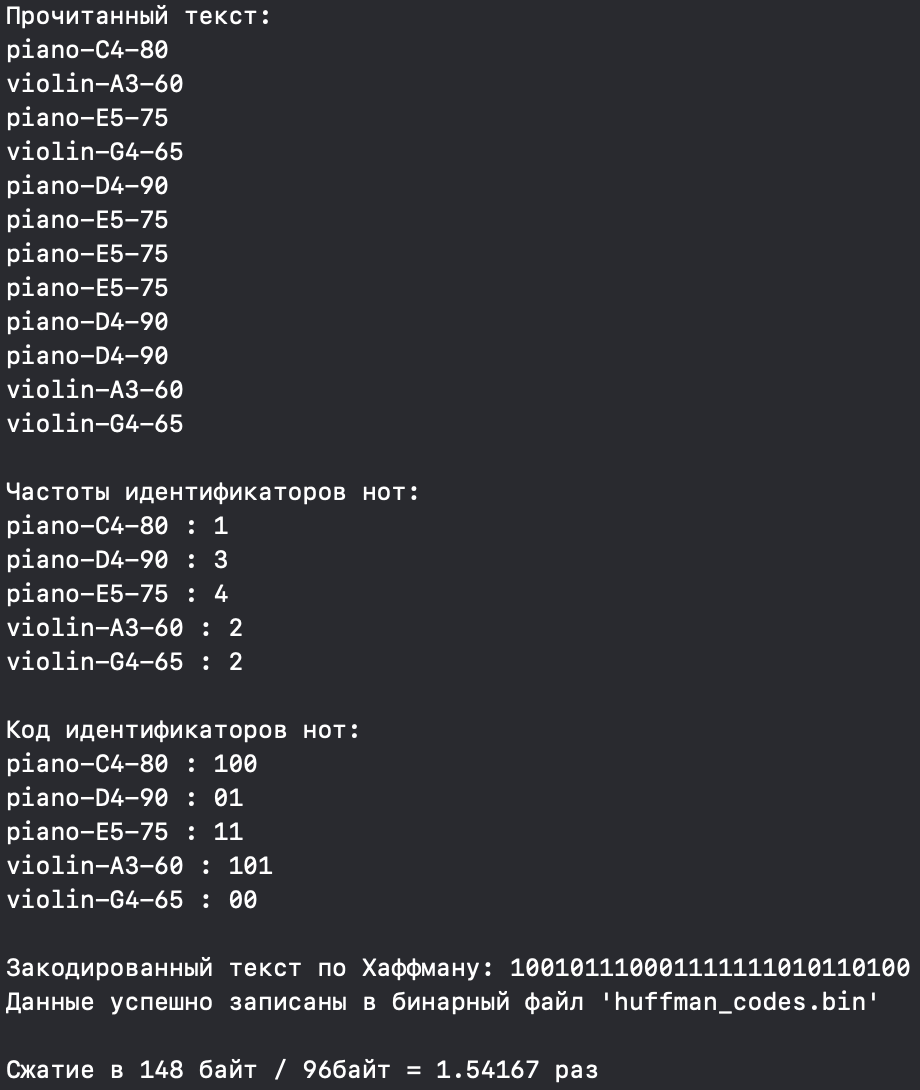 Прочитанный текст:
piano-C4-80
violin-A3-60
piano-E5-75
violin-G4-65
piano-D4-90
piano-E5-75
piano-E5-75
piano-E5-75
piano-D4-90
piano-D4-90
violin-A3-60
violin-G4-65
Частоты идентификаторов нот:
piano-C4-80 : 1
piano-D4-90 : 3
piano-E5-75 : 4
violin-A3-60 : 2
violin-G4-65 : 2
Код идентификаторов нот:
piano-C4-80 : 100
piano-D4-90 : 01
piano-E5-75 : 11
violin-A3-60 : 101
violin-G4-65 : 00
Закодированный текст по Хаффману: 100101110001111111010110100
Данные успешно записаны в бинарный файл 'huffman_codes.bin'
Сжатие в 148 байт / 96байт = 1.54167 раз